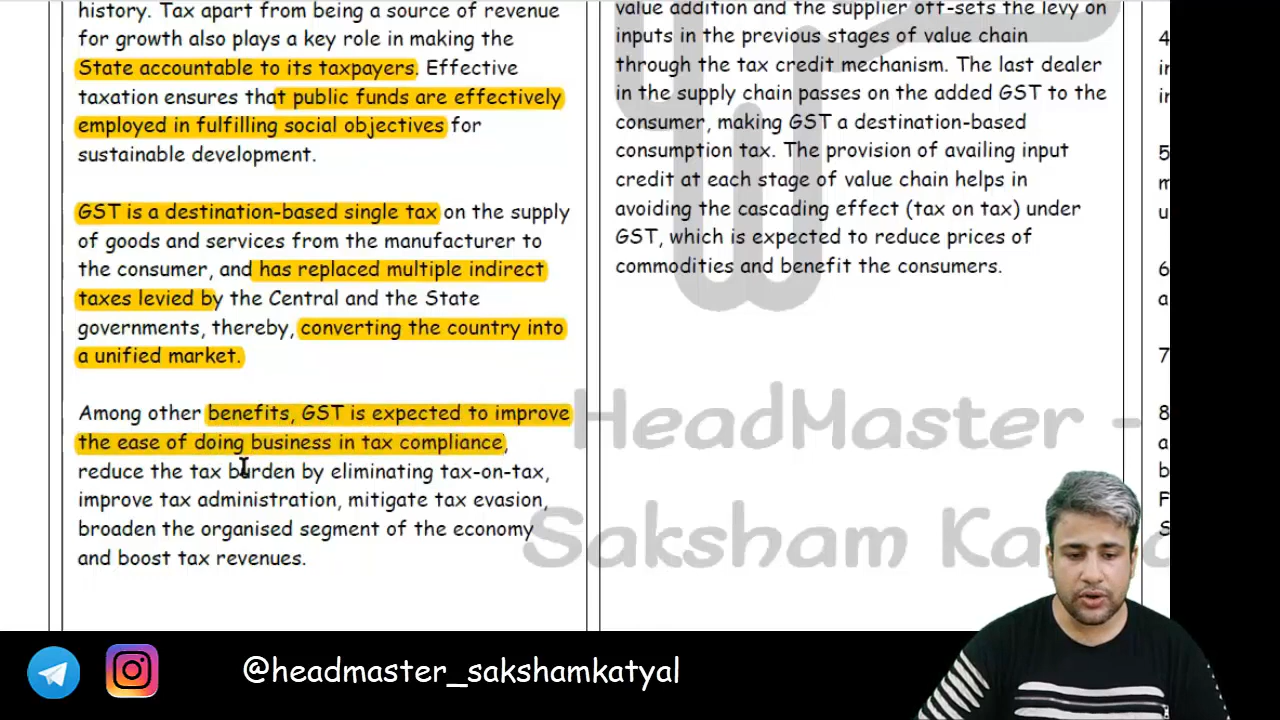 history. Tax apart from being a source of revenue
for growth also plays a key role in making the
State accountable to its taxpayers. Effective
taxation ensures that public funds are effectively
employed in fulfilling social objectives for
sustainable development.
GST is a destination-based single tax on the supply
of goods and services from the manufacturer to
the consumer, and has replaced multiple indirect
taxes levied by the Central and the State
governments, thereby, converting the country into
a unified market.
Among other benefits, GST is expected to improve
the ease of doing business in tax compliance,
reduce the tax burden by eliminating tax-on-tax,
improve tax administration, mitigate tax evasion,
broaden the organised segment of the economy
and boost tax revenues.
value addition and the supplier off-sets the levy on
inputs in the previous stages of value chain
through the tax credit mechanism. The last dealer
in the supply chain passes on the added GST to the
consumer, making GST a destination-based
consumption tax. The provision of availing input
credit at each stage of value chain helps in
avoiding the cascading effect (tax on tax) under
GST, which is expected to reduce prices of
commodities and benefit the consumers.
HeadMaster -
Saksham Ka
4
5
6
7
8
@headmaster_sakshamkatyal